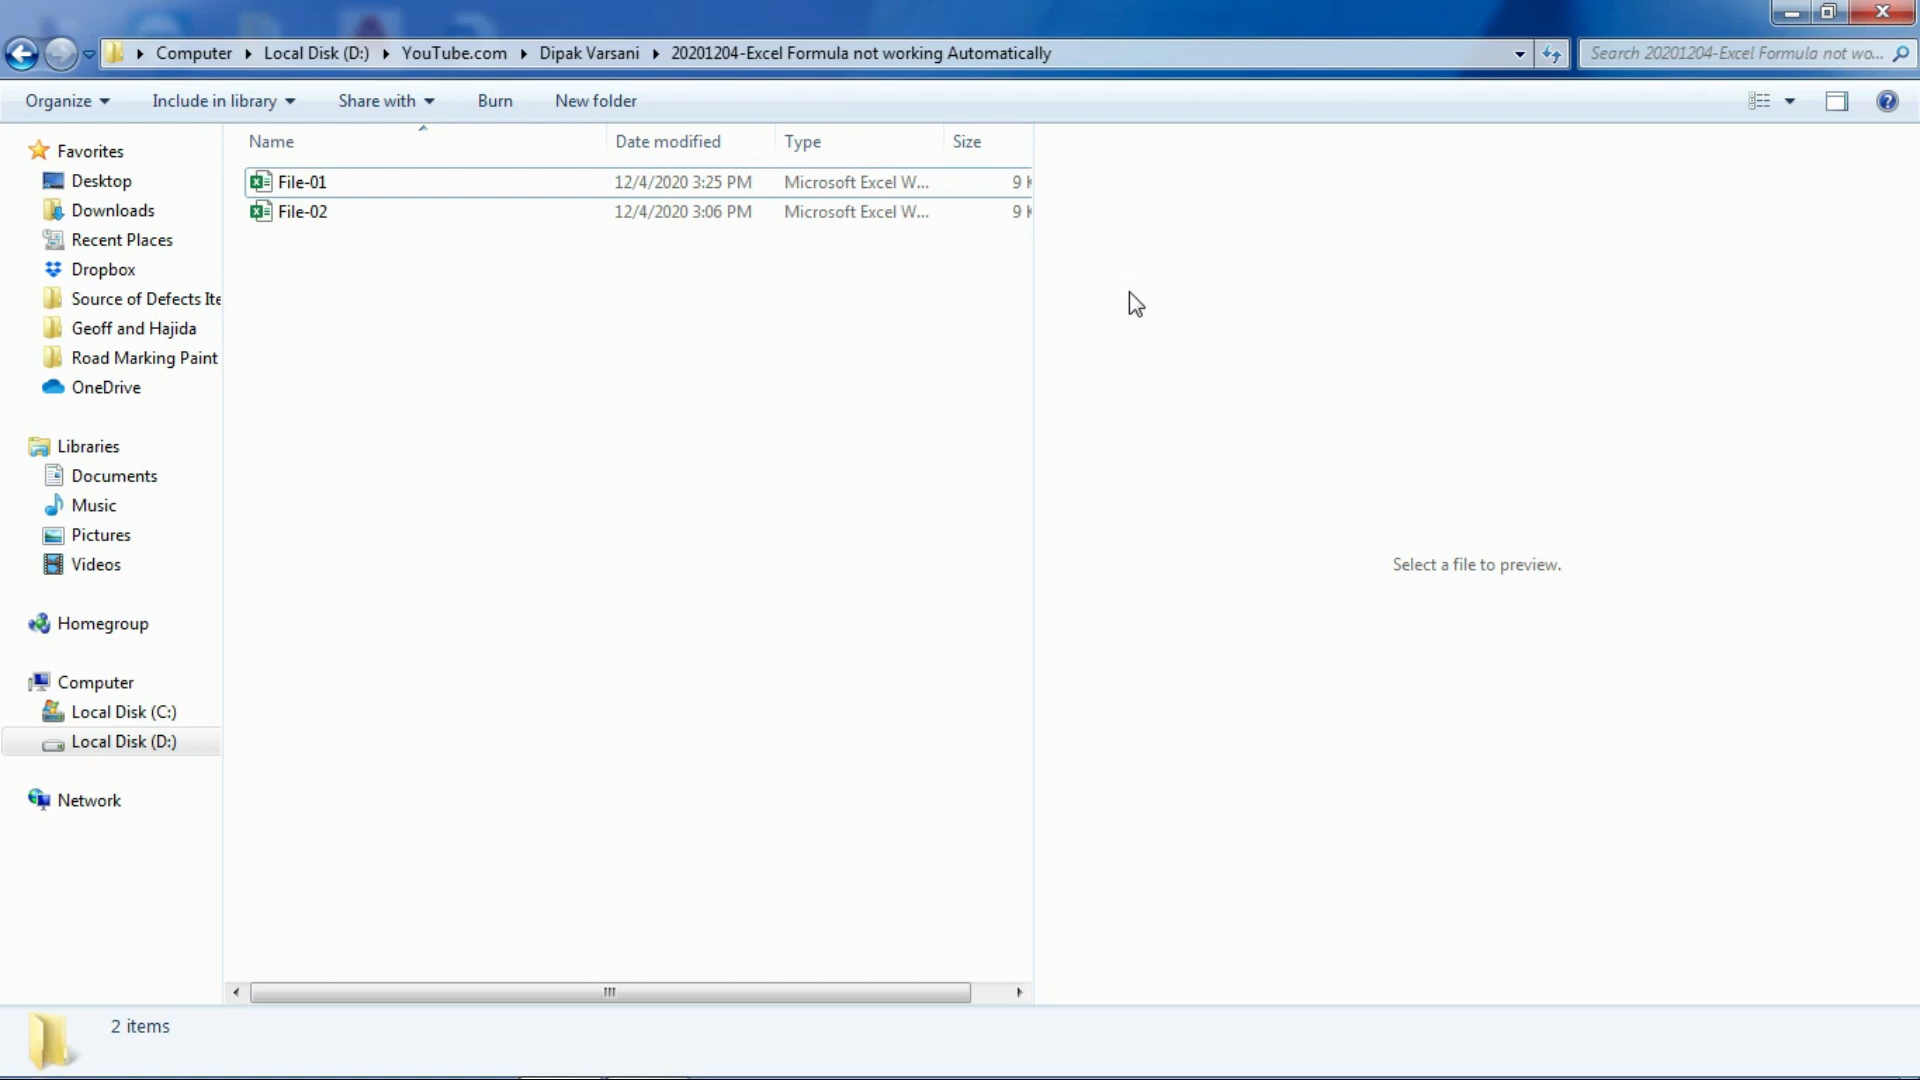 Computer Local Disk (D:) YouTube.com Dipak Varsani 20201204-Excel Formula not working Automatically Search 20201204-Excel Formula not wo...
Organize Include in library Share with Burn New folder
Name Date modified Type Size
File-01 12/4/2020 3:25 PM Microsoft Excel W... 9 K
File-02 12/4/2020 3:06 PM Microsoft Excel W... 9 K
Favorites
Desktop
Downloads
Recent Places
Dropbox
Source of Defects Ite
Geoff and Hajida
Road Marking Paint
OneDrive
Libraries
Documents
Music
Pictures
Videos
Homegroup
Computer
Local Disk (C:)
Local Disk (D:)
Network
Select a file to preview.
2 items